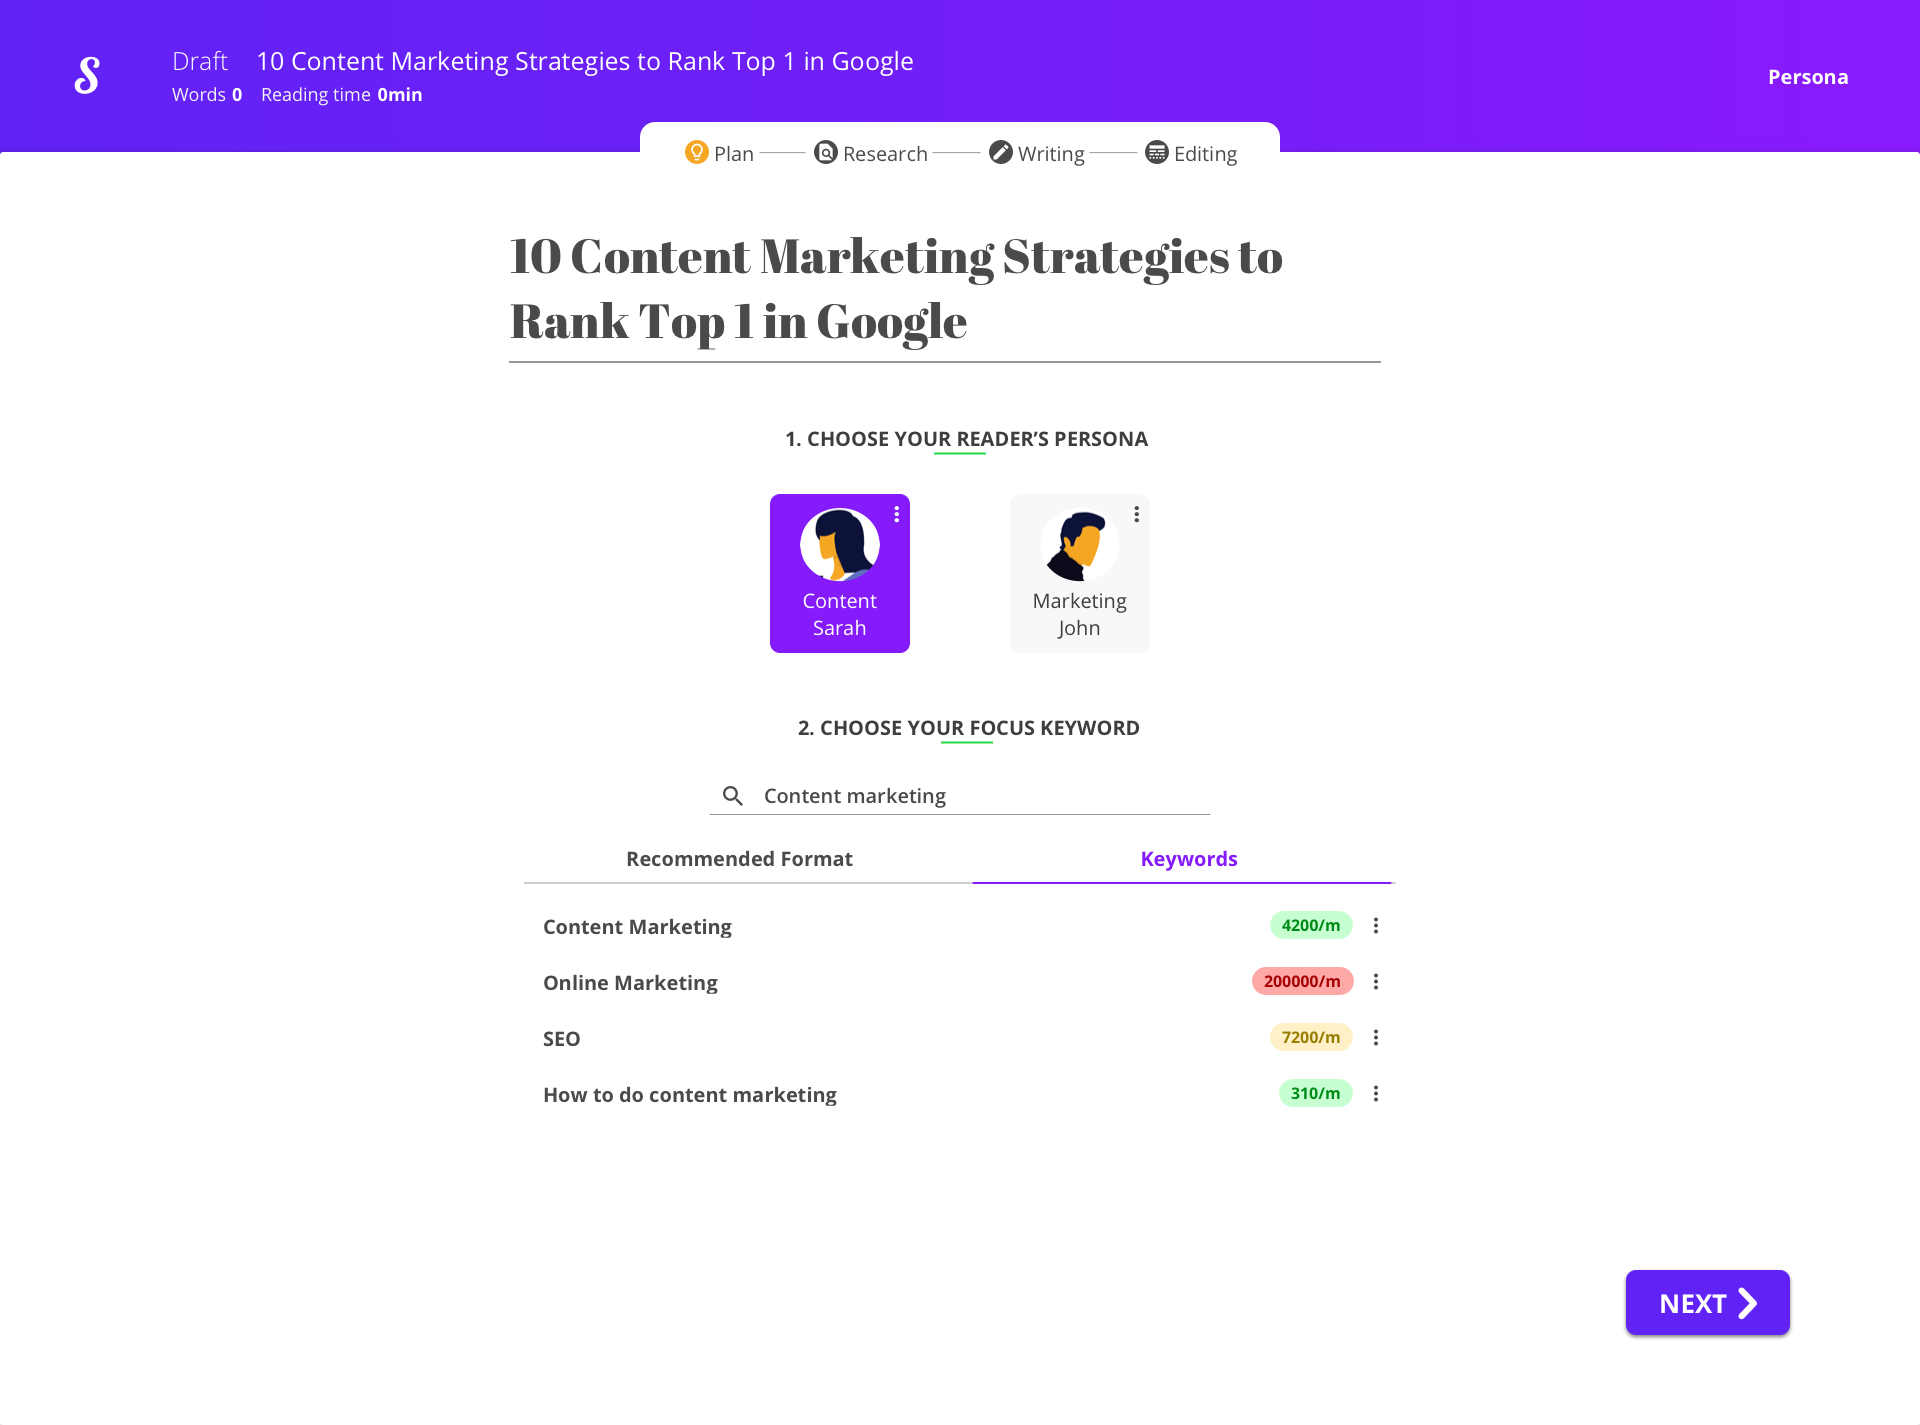 S
Draft 10 Content Marketing Strategies to Rank Top 1 in Google
Words 0 Reading time 0min
Persona
Plan Research Writing Editing
10 Content Marketing Strategies to
Rank Top 1 in Google
1. CHOOSE YOUR READER’S PERSONA
Content
Sarah
Marketing
John
2. CHOOSE YOUR FOCUS KEYWORD
Content marketing
Recommended Format Keywords
Content Marketing 4200/m
Online Marketing 200000/m
SEO 7200/m
How to do content marketing 310/m
NEXT